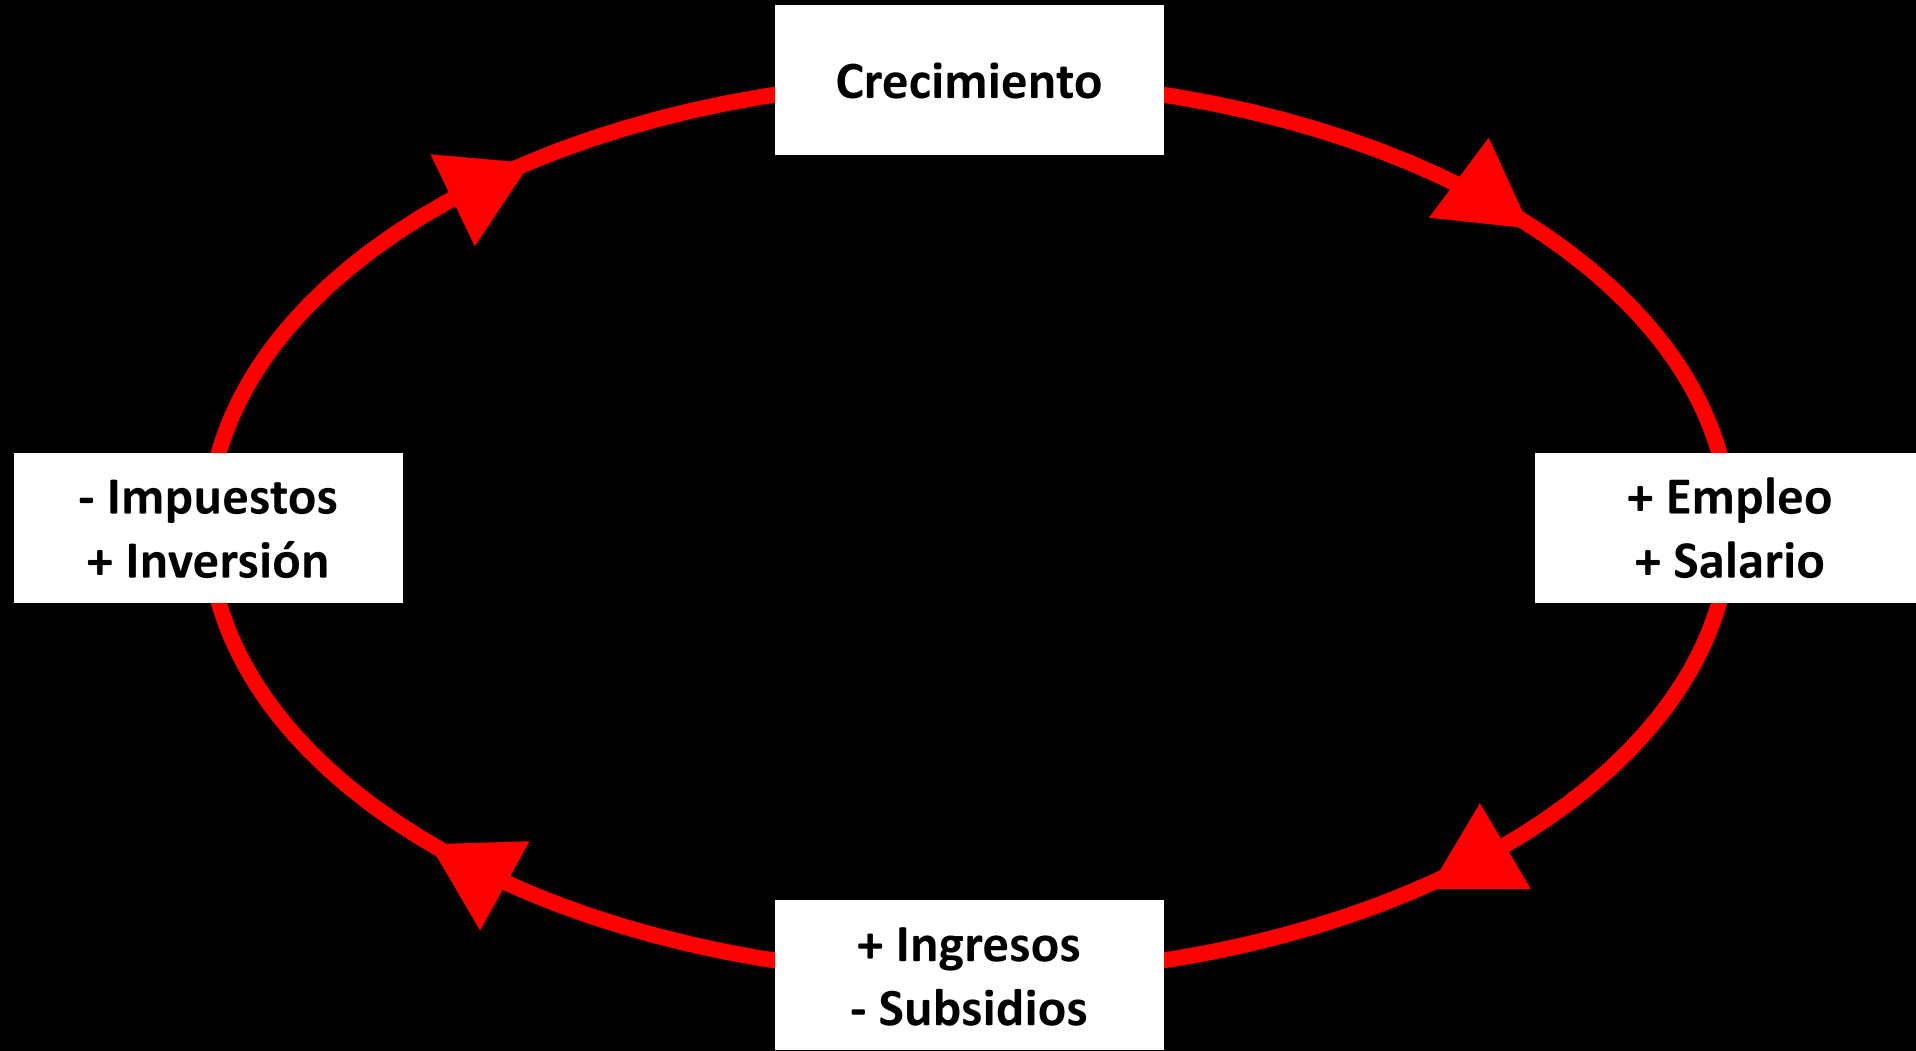 Crecimiento
- Impuestos
+ Inversión
+ Empleo
+ Salario
+ Ingresos
- Subsidios